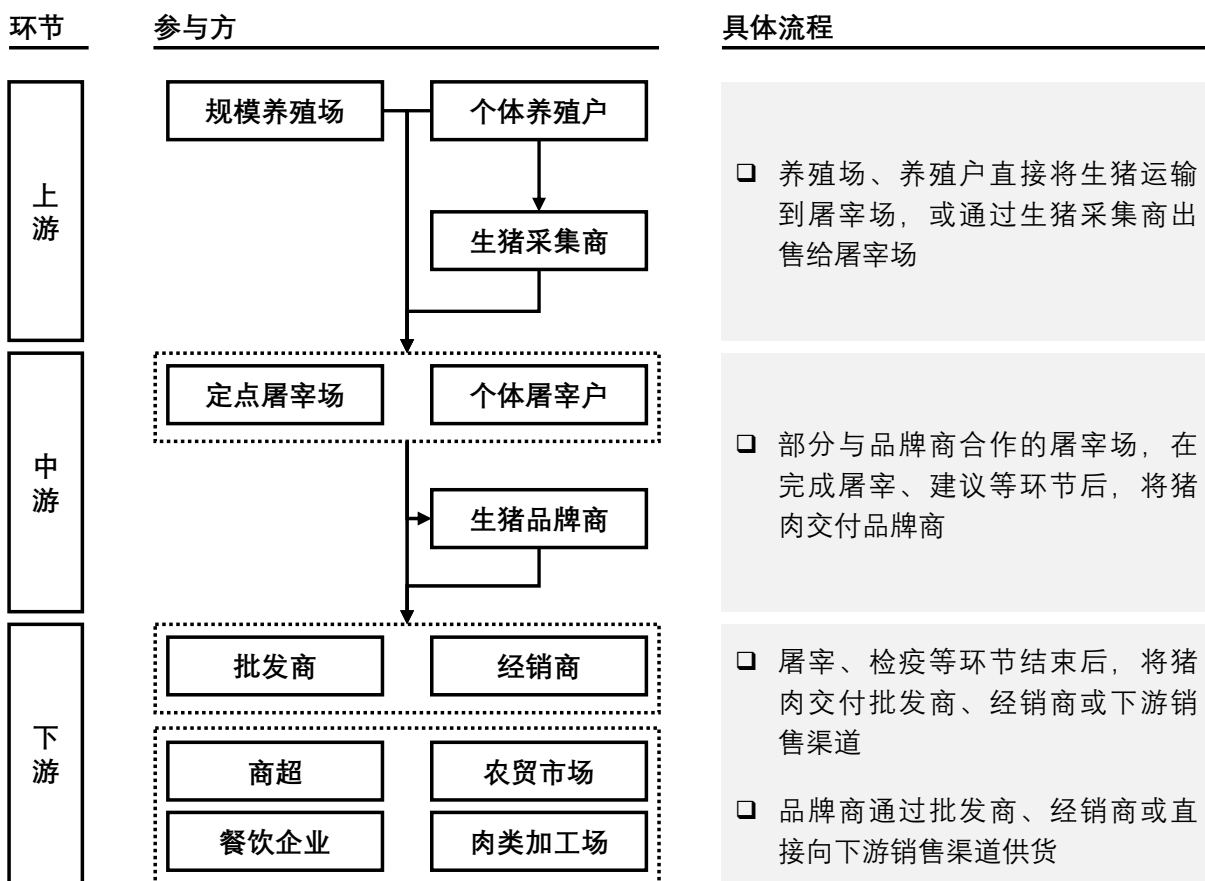 环节 参与方 具体流程
上游
规模养殖场 个体养殖户
生猪采集商
❑ 养殖场、养殖户直接将生猪运输
到屠宰场，或通过生猪采集商出
售给屠宰场
中游
定点屠宰场 个体屠宰户
生猪品牌商
❑ 部分与品牌商合作的屠宰场，在
完成屠宰、建议等环节后，将猪
肉交付品牌商
下游
批发商 经销商
商超 农贸市场
餐饮企业 肉类加工场
❑ 屠宰、检疫等环节结束后，将猪
肉交付批发商、经销商或下游销
售渠道
❑ 品牌商通过批发商、经销商或直
接向下游销售渠道供货